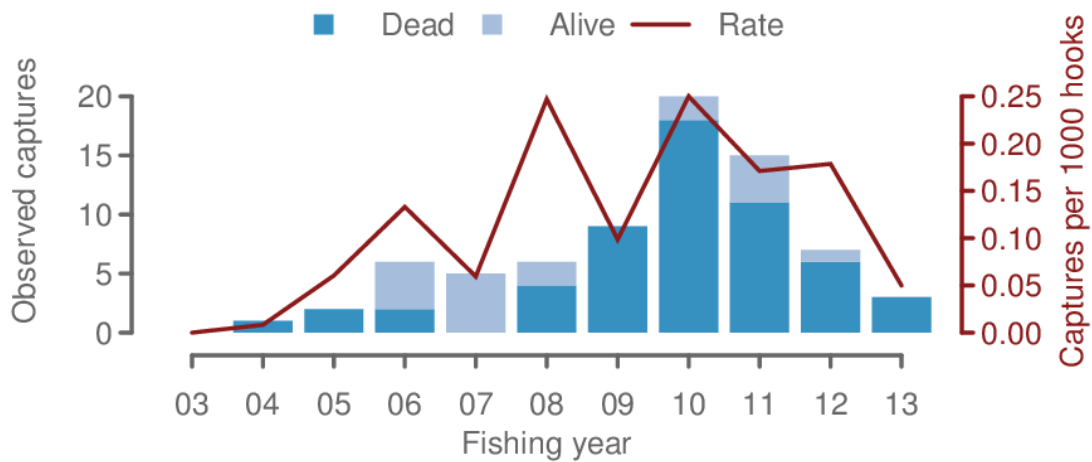 Dead Alive Rate
Observed captures
20
15
10
5
0
0.25
0.20
0.15
0.10
0.05
0.00
Captures per 1000 hooks
03 04 05 06 07 08 09 10 11 12 13
Fishing year